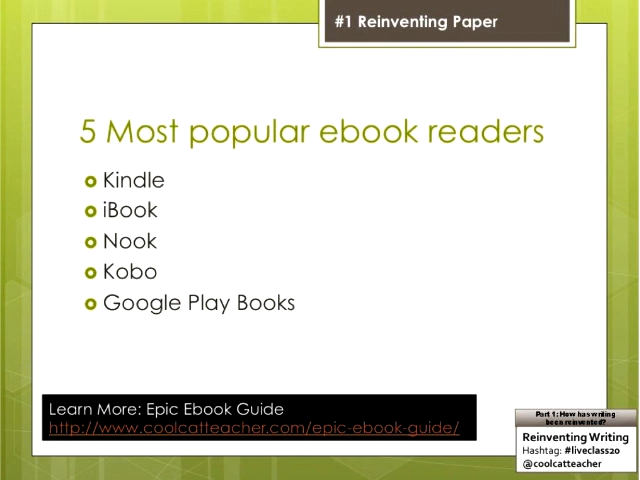 #1 Reinventing Paper
5 Most popular ebook readers
Kindle
iBook
Nook
Kobo
Google Play Books
Learn More: Epic Ebook Guide
http://www.coolcatteacher.com/epic-ebook-guide/
Part 1: How has writing
been reinvented?
Reinventing Writing
Hashtag: #liveclass20
@coolcatteacher